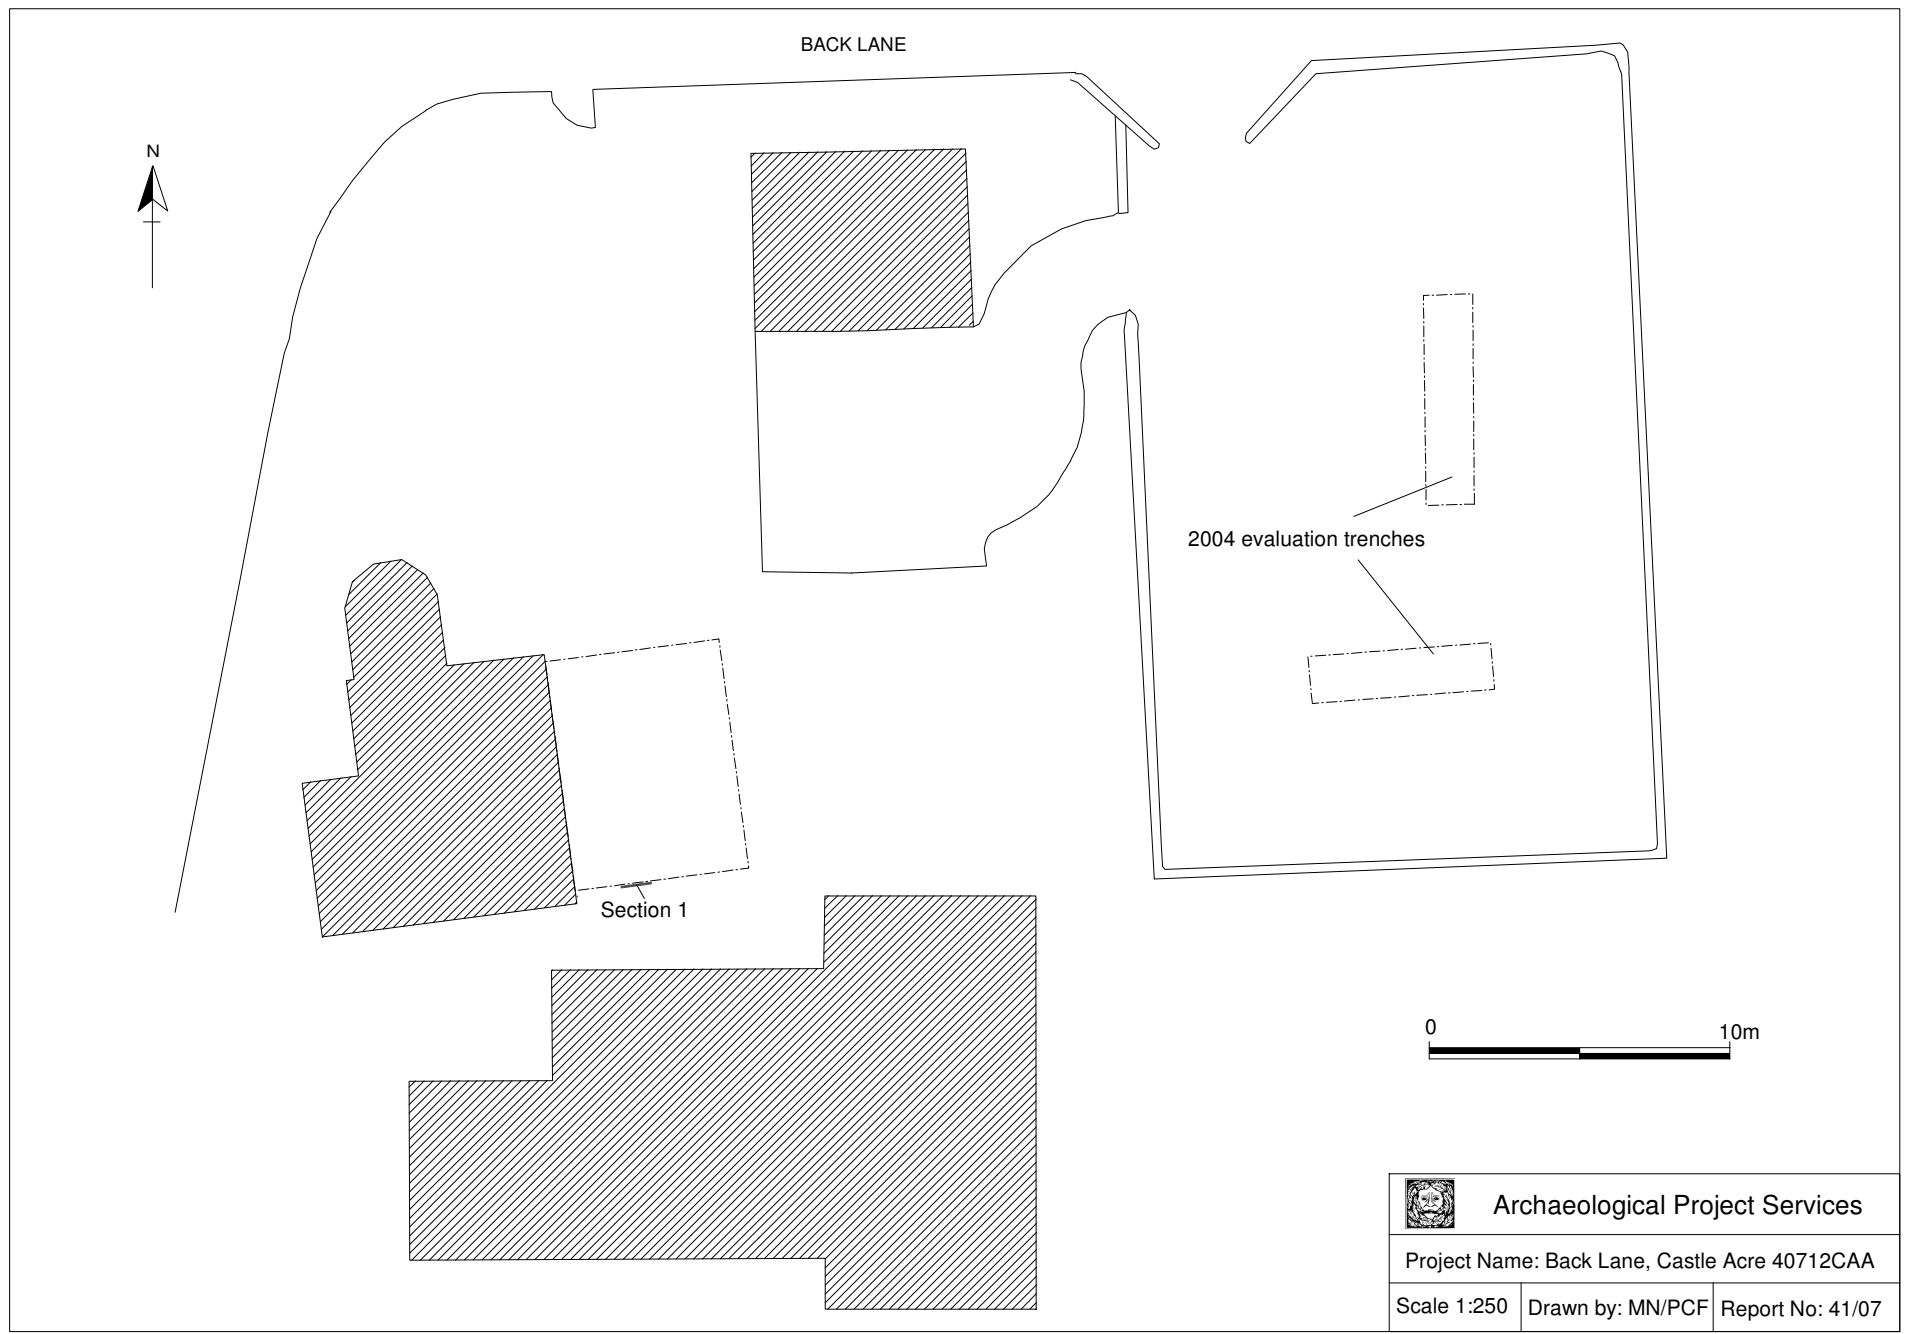 BACK LANE
N
2004 evaluation trenches
Section 1
0 10m
Archaeological Project Services
Project Name: Back Lane, Castle Acre 40712CAA
Scale 1:250 Drawn by: MN/PCF Report No: 41/07